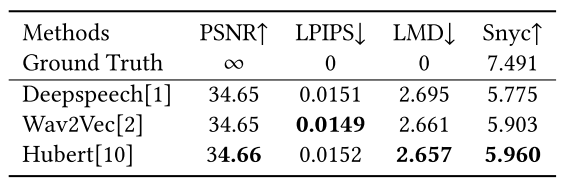 Methods PSNR↑ LPIPS↓ LMD↓ Snyc↑
Ground Truth ∞ 0 0 7.491
Deepspeech[1] 34.65 0.0151 2.695 5.775
Wav2Vec[2] 34.65 0.0149 2.661 5.903
Hubert[10] 34.66 0.0152 2.657 5.960